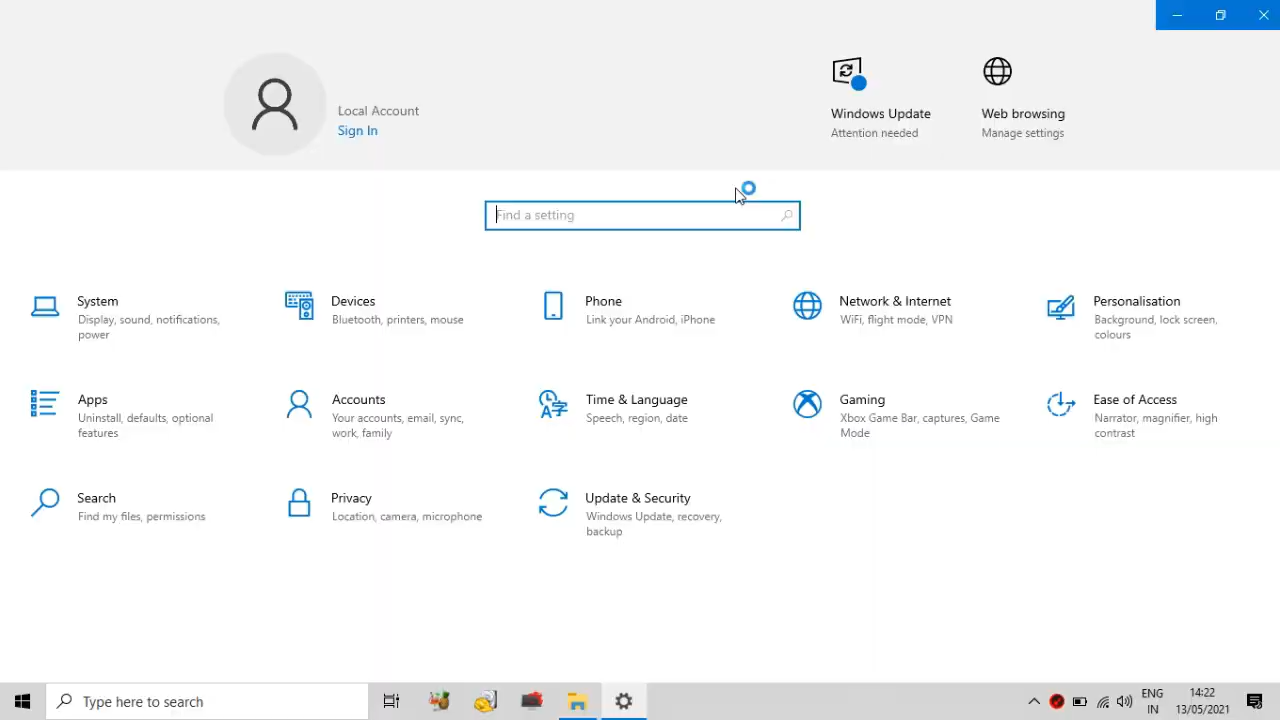 Local Account
Sign In
Windows Update
Attention needed
Web browsing
Manage settings
Find a setting
System
Display, sound, notifications,
power
Devices
Bluetooth, printers, mouse
Phone
Link your Android, iPhone
Network & Internet
WiFi, flight mode, VPN
Personalisation
Background, lock screen,
colours
Apps
Uninstall, defaults, optional
features
Accounts
Your accounts, email, sync,
work, family
Time & Language
Speech, region, date
Gaming
Xbox Game Bar, captures, Game
Mode
Ease of Access
Narrator, magnifier, high
contrast
Search
Find my files, permissions
Privacy
Location, camera, microphone
Update & Security
Windows Update, recovery,
backup
Type here to search
ENG
IN
14:22
13/05/2021